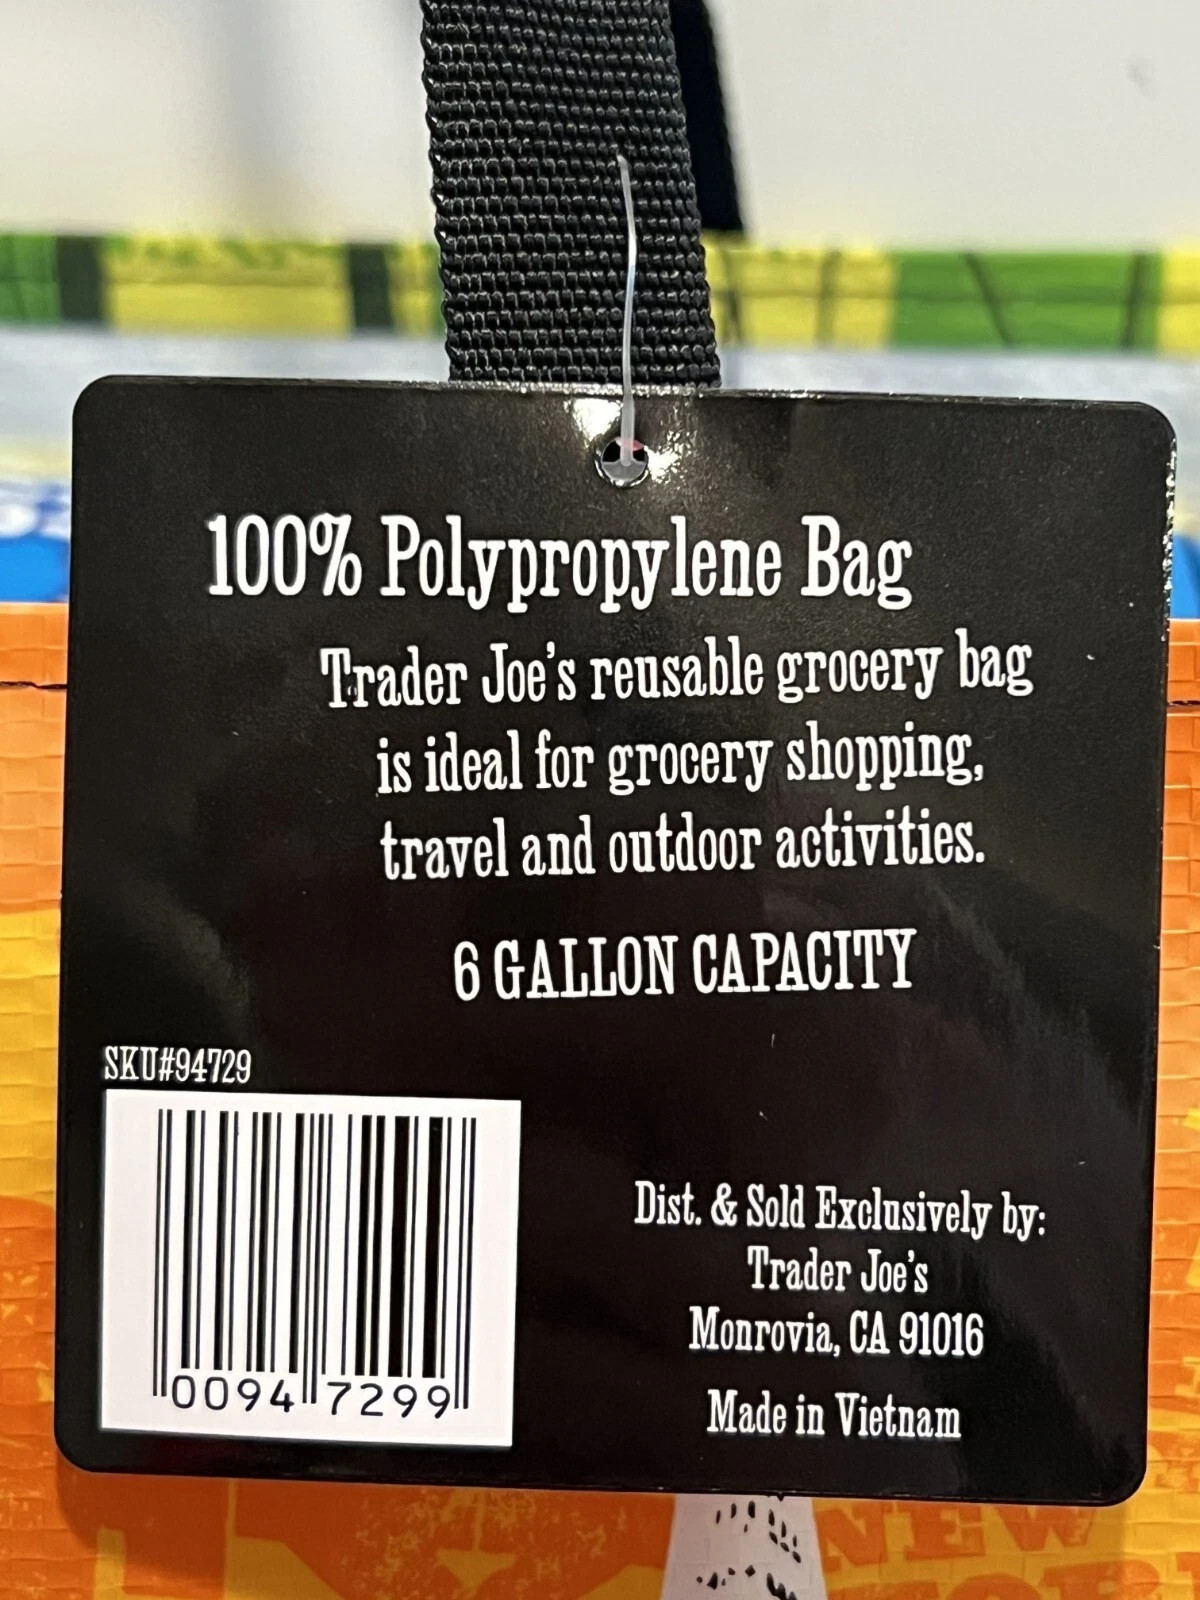 100% Polypropylene Bag
Trader Joe's reusable grocery bag
is ideal for grocery shopping,
travel and outdoor activities.
6 GALLON CAPACITY
SKU#94729
0094 7299
Dist. & Sold Exclusively by:
Trader Joe's
Monrovia, CA 91016
Made in Vietnam
NEW